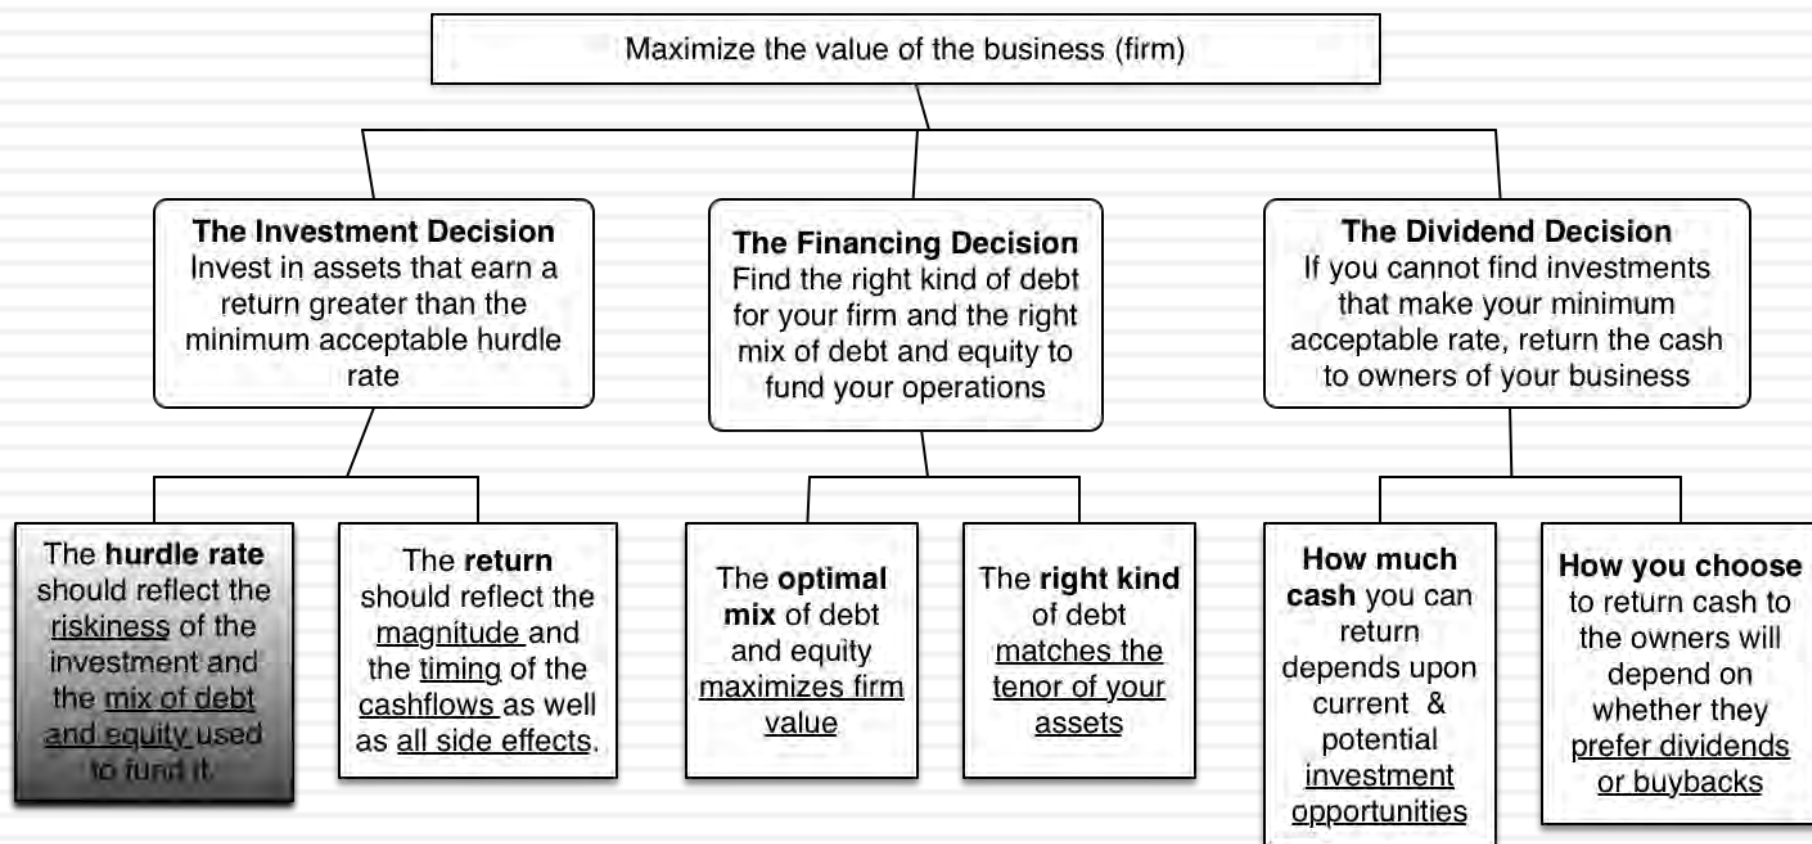 Maximize the value of the business (firm)
The Investment Decision
Invest in assets that earn a
return greater than the
minimum acceptable hurdle
rate
The Financing Decision
Find the right kind of debt
for your firm and the right
mix of debt and equity to
fund your operations
The Dividend Decision
If you cannot find investments
that make your minimum
acceptable rate, return the cash
to owners of your business
The hurdle rate
should reflect the
riskiness of the
investment and
the mix of debt
and equity used
to fund it.
The return
should reflect the
magnitude and
the timing of the
cashflows as well
as all side effects.
The optimal
mix of debt
and equity
maximizes firm
value
The right kind
of debt
matches the
tenor of your
assets
How much
cash you can
return
depends upon
current &
potential
investment
opportunities
How you choose
to return cash to
the owners will
depend on
whether they
prefer dividends
or buybacks